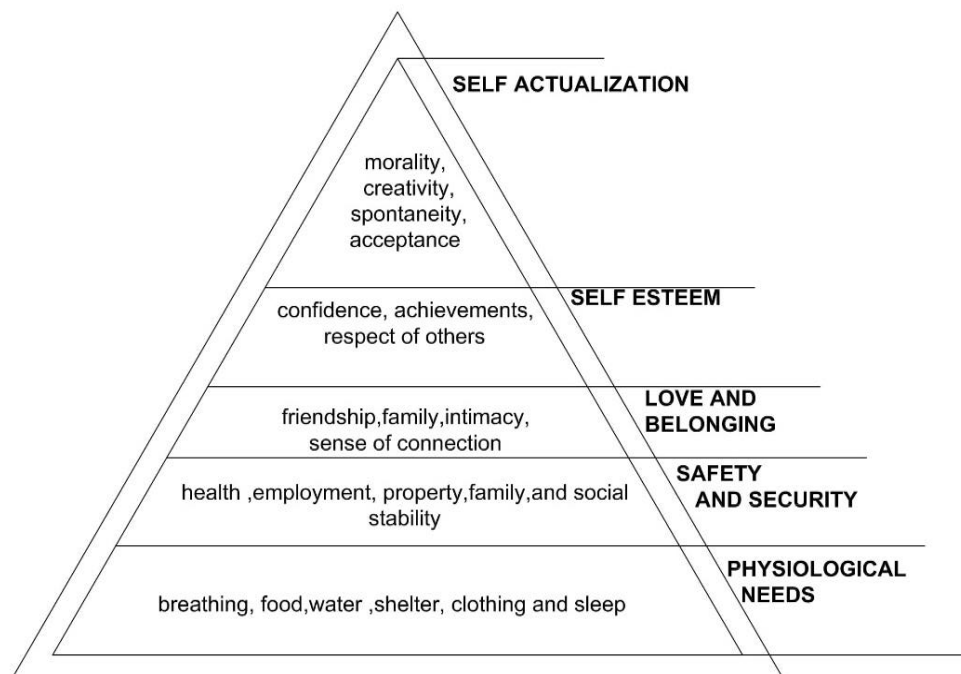 SELF ACTUALIZATION
morality,
creativity,
spontaneity,
acceptance
SELF ESTEEM
confidence, achievements,
respect of others
LOVE AND
BELONGING
friendship,family,intimacy,
sense of connection
SAFETY
AND SECURITY
health ,employment, property,family,and social
stability
PHYSIOLOGICAL
NEEDS
breathing, food,water ,shelter, clothing and sleep